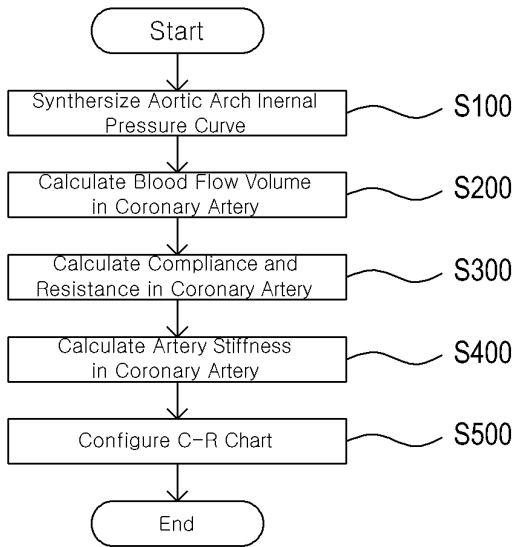 Start
Synthersize Aortic Arch Inernal
Pressure Curve
S100
Calculate Blood Flow Volume
in Coronary Artery
S200
Calculate Compliance and
Resistance in Coronary Artery
S300
Calculate Artery Stiffness
in Coronary Artery
S400
Configure C-R Chart
S500
End